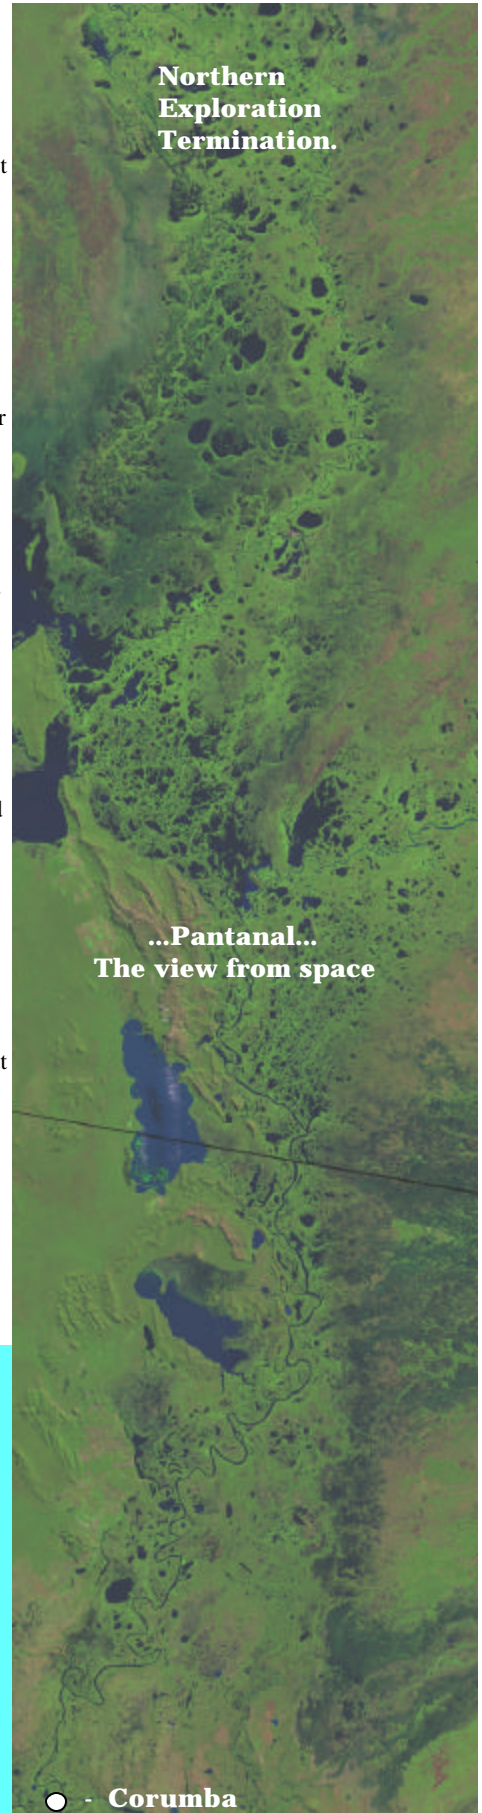 Northern
Exploration
Termination.
t
r
l
...Pantanal...
The view from space
t
- Corumba